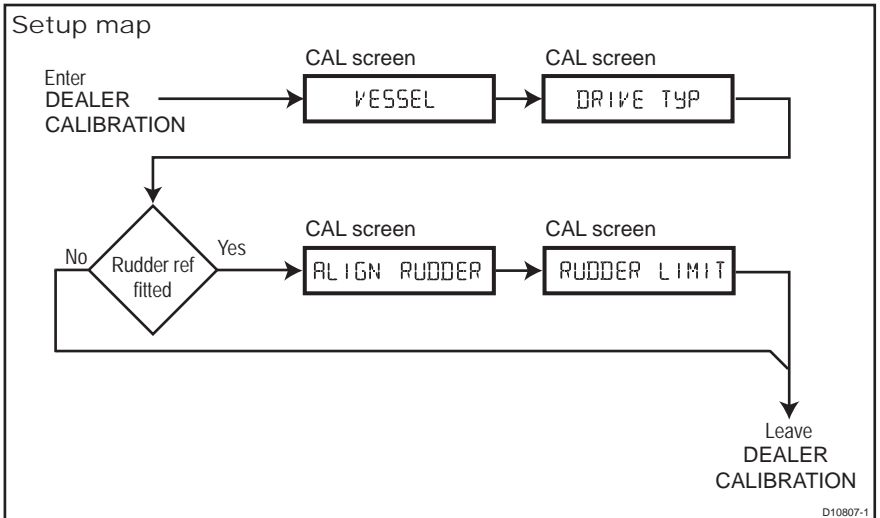 Setup map
Enter
DEALER
CALIBRATION
CAL screen
VESSEL
CAL screen
DRIVE TYP
No
Rudder ref
fitted
Yes
CAL screen
ALIGN RUDDER
CAL screen
RUDDER LIMIT
Leave
DEALER
CALIBRATION
D10807-1